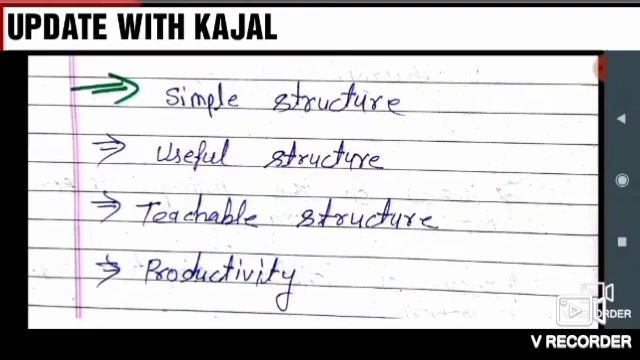 UPDATE WITH KAJAL
⇒ Simple structure
⇒ Useful structure
⇒ Teachable structure
⇒ Productivity
V RECORDER